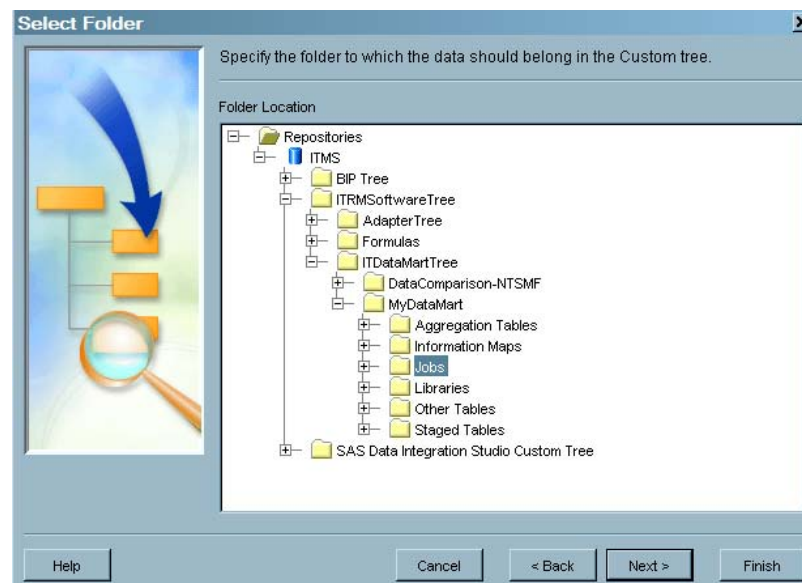 Select Folder
Specify the folder to which the data should belong in the Custom tree.
Folder Location
Repositories
ITMS
BIP Tree
ITRMSoftwareTree
AdapterTree
Formulas
ITDataMartTree
DataComparison-NTSMF
MyDataMart
Aggregation Tables
Information Maps
Jobs
Libraries
Other Tables
Staged Tables
SAS Data Integration Studio Custom Tree
Help
Cancel
< Back
Next >
Finish